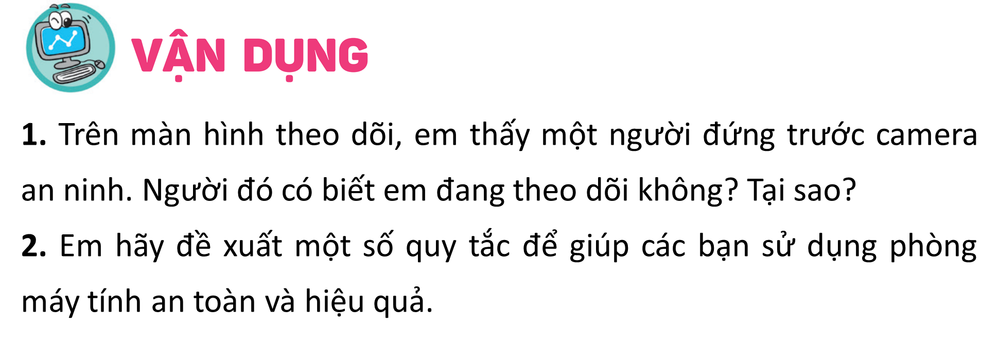 VẬN DỤNG
1. Trên màn hình theo dõi, em thấy một người đứng trước camera
an ninh. Người đó có biết em đang theo dõi không? Tại sao?
2. Em hãy đề xuất một số quy tắc để giúp các bạn sử dụng phòng
máy tính an toàn và hiệu quả.